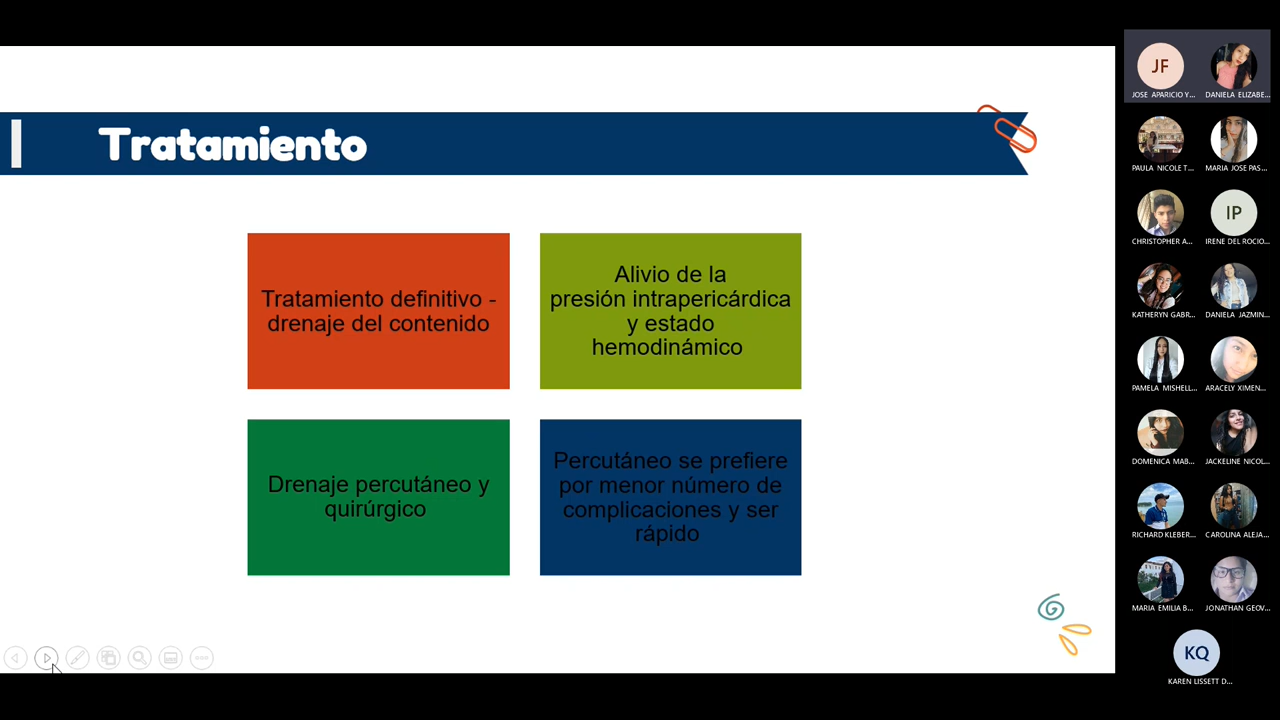 Tratamiento
Tratamiento definitivo -
drenaje del contenido
Alivio de la
presión intrapericárdica
y estado
hemodinámico
Drenaje percutáneo y
quirúrgico
Percutáneo se prefiere
por menor número de
complicaciones y ser
rápido
JF
JOSE APARICIO Y...
DANIELA ELIZABE...
PAULA NICOLE T...
MARIA JOSE PAS...
CHRISTOPHER A...
IP
IRENE DEL ROCIO...
KATHERYN GABR...
DANIELA JAZMIN...
PAMELA MISHELL...
ARACELY XIMEN...
DOMENICA MAB...
JACKELINE NICOL...
RICHARD KLEBER...
CAROLINA ALEJA...
MARIA EMILIA B...
JONATHAN GEOV...
KQ
KAREN LISSETT D...